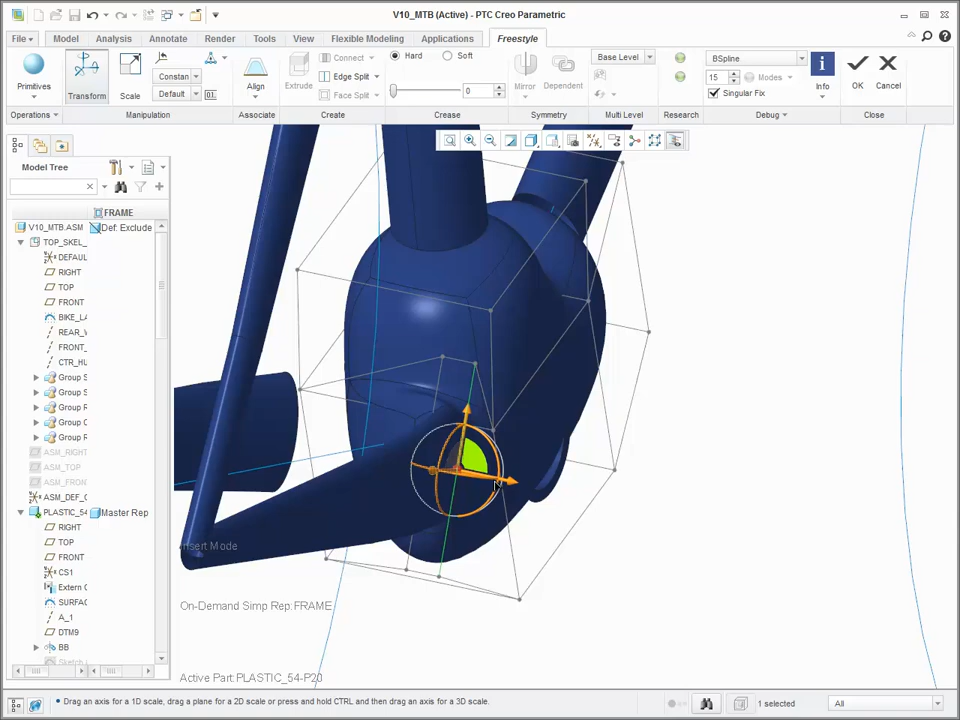 V10_MTB (Active) - PTC Creo Parametric
File
Model
Analysis
Annotate
Render
Tools
View
Flexible Modeling
Applications
Freestyle
Primitives
Transform
Scale
Constan
Default
Align
Extrude
Connect
Edge Split
Face Split
Hard
Soft
0
Mirror
Dependent
Base Level
BSpline
15
Modes
Singular Fix
Info
OK
Cancel
Operations
Manipulation
Associate
Create
Crease
Symmetry
Multi Level
Research
Debug
Close
Model Tree
FRAME
V10_MTB.ASM
Def: Exclude
TOP_SKEL_
DEFAUL
RIGHT
TOP
FRONT
BIKE_LA
REAR_
FRONT_
CTR_HU
Group S
Group S
Group R
Group C
Group R
ASM_RIGHT
ASM_TOP
ASM_FRONT
ASM_DEF_C
PLASTIC_54
Master Rep
RIGHT
TOP
FRONT
CS1
Extern C
SURFAC
A_1
DTM9
BB
Sketch
Insert Mode
On-Demand Simp Rep:FRAME
Active Part:PLASTIC_54-P20
Drag an axis for a 1D scale, drag a plane for a 2D scale or press and hold CTRL and then drag an axis for a 3D scale.
1 selected
All